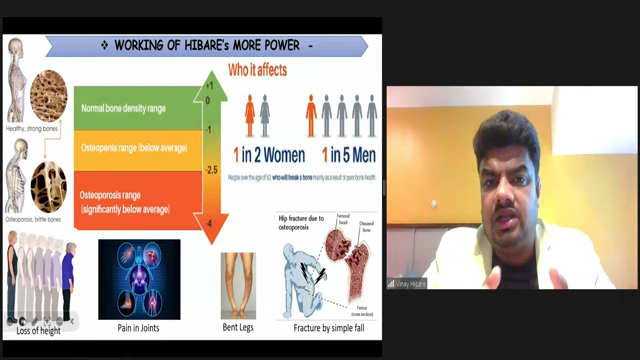 ❖ WORKING OF HIBARE's MORE POWER -
Healthy, strong bones
Osteoporosis, brittle bones
Normal bone density range
Osteopenia range (below average)
Osteoporosis range
(significantly below average)
+1
0
-1
-2.5
-4
Who it affects
1 in 2 Women
1 in 5 Men
People over the age of 50, who will break a bone mainly as a result of poor bone health.
Hip fracture due to
osteoporosis
Femoral
head
Diseased
bone
Femur
(cross section)
Loss of height
Pain in Joints
Bent Legs
Fracture by simple fall
Vinay Hibare